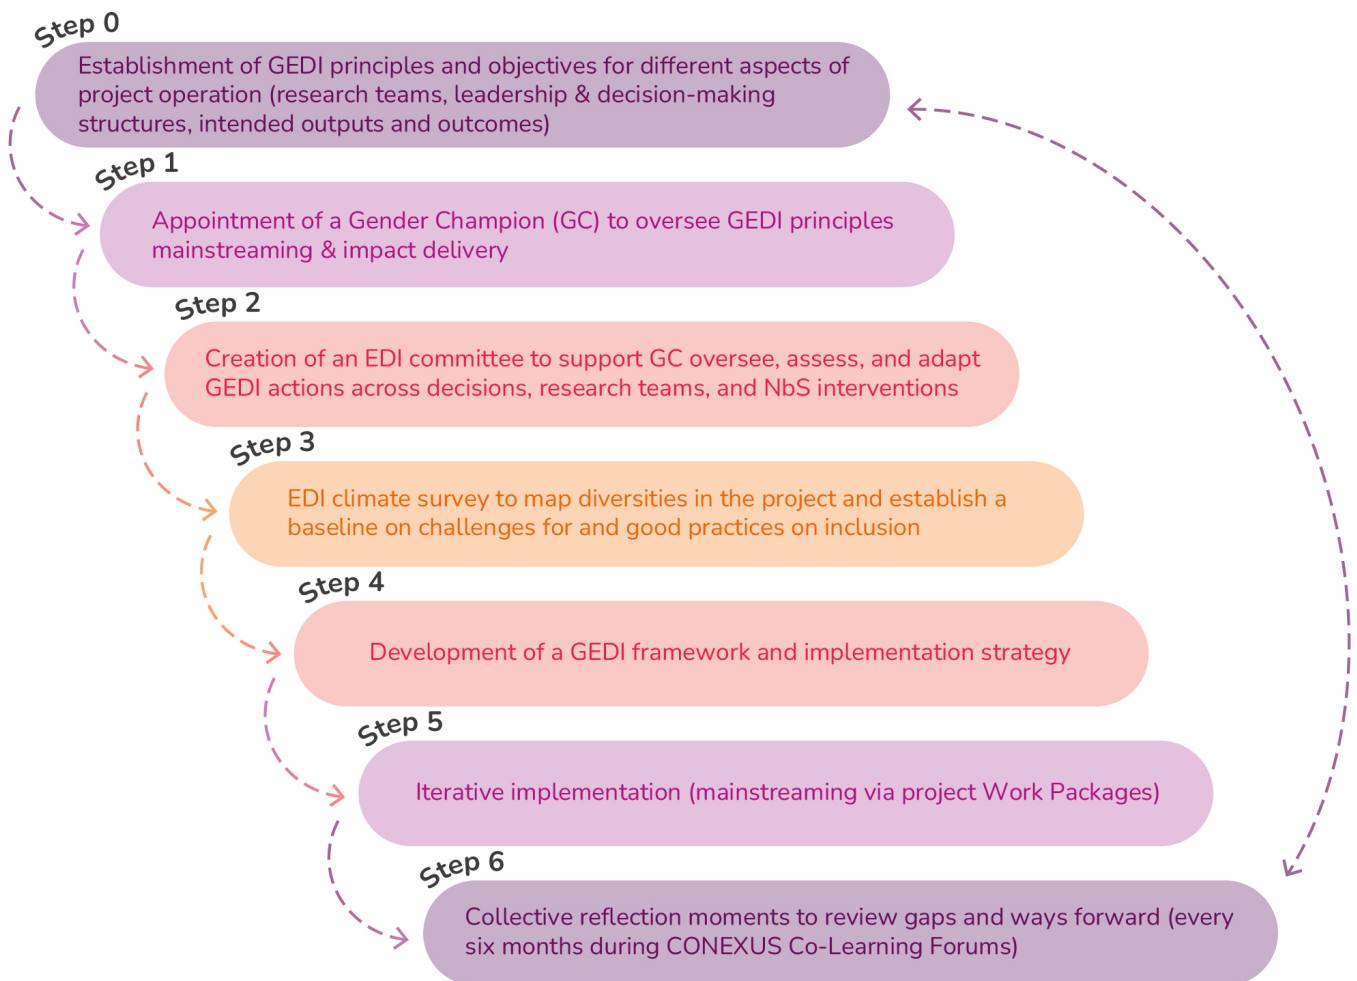 Step 0
Establishment of GEDI principles and objectives for different aspects of
project operation (research teams, leadership & decision-making
structures, intended outputs and outcomes)
Step 1
Appointment of a Gender Champion (GC) to oversee GEDI principles
mainstreaming & impact delivery
Step 2
Creation of an EDI committee to support GC oversee, assess, and adapt
GEDI actions across decisions, research teams, and NbS interventions
Step 3
EDI climate survey to map diversities in the project and establish a
baseline on challenges for and good practices on inclusion
Step 4
Development of a GEDI framework and implementation strategy
Step 5
Iterative implementation (mainstreaming via project Work Packages)
Step 6
Collective reflection moments to review gaps and ways forward (every
six months during CONEXUS Co-Learning Forums)